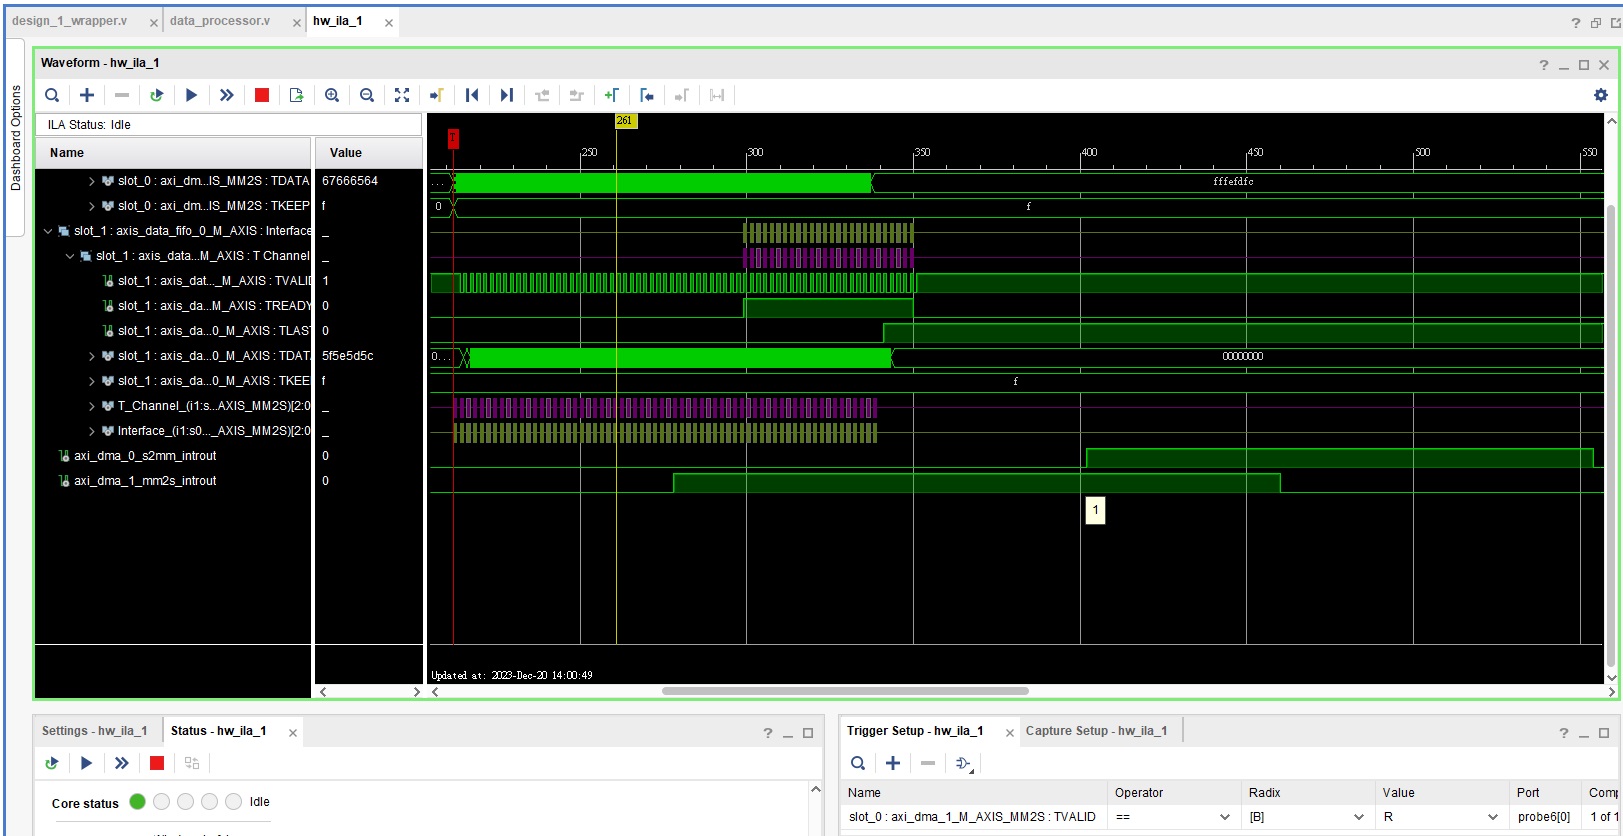 design_1_wrapper.v × data_processor.v × hw_ila_1 ×
Dashboard Options
Waveform - hw_ila_1
ILA Status: Idle
Name Value
261
T
250 300 350 400 450 500 550
slot_0 : axi_dm...IS_MM2S : TDATA 67666564 ... fffefdfc
slot_0 : axi_dm...IS_MM2S : TKEEP f 0 f
slot_1 : axis_data_fifo_0_M_AXIS : Interface _
slot_1 : axis_data...M_AXIS : T Channel _
slot_1 : axis_dat..._M_AXIS : TVALID 1
slot_1 : axis_da...M_AXIS : TREADY 0
slot_1 : axis_da...0_M_AXIS : TLAST 0
slot_1 : axis_da...0_M_AXIS : TDAT 5f5e5d5c 0... 00000000
slot_1 : axis_da...0_M_AXIS : TKEE f f
T_Channel_(i1:s...AXIS_MM2S)[2:0 _
Interface_(i1:s0..._AXIS_MM2S)[2:0 _
axi_dma_0_s2mm_introut 0
axi_dma_1_mm2s_introut 0
1
Updated at: 2023-Dec-20 14:00:49
Settings - hw_ila_1 Status - hw_ila_1 ×
Core status Idle
Trigger Setup - hw_ila_1 × Capture Setup - hw_ila_1
Name Operator Radix Value Port Comp
slot_0 : axi_dma_1_M_AXIS_MM2S : TVALID == [B] R probe6[0] 1 of 1